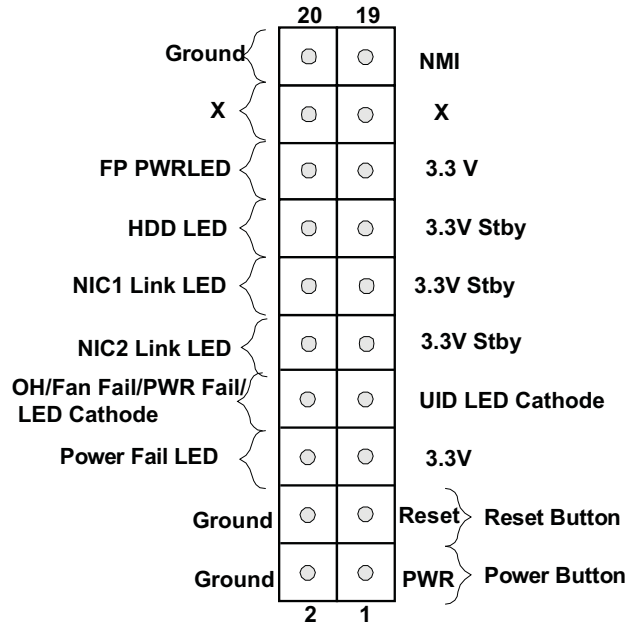 20 19
Ground NMI
X X
FP PWRLED 3.3 V
HDD LED 3.3V Stby
NIC1 Link LED 3.3V Stby
NIC2 Link LED 3.3V Stby
OH/Fan Fail/PWR Fail/
LED Cathode UID LED Cathode
Power Fail LED 3.3V
Ground Reset Reset Button
Ground PWR Power Button
2 1